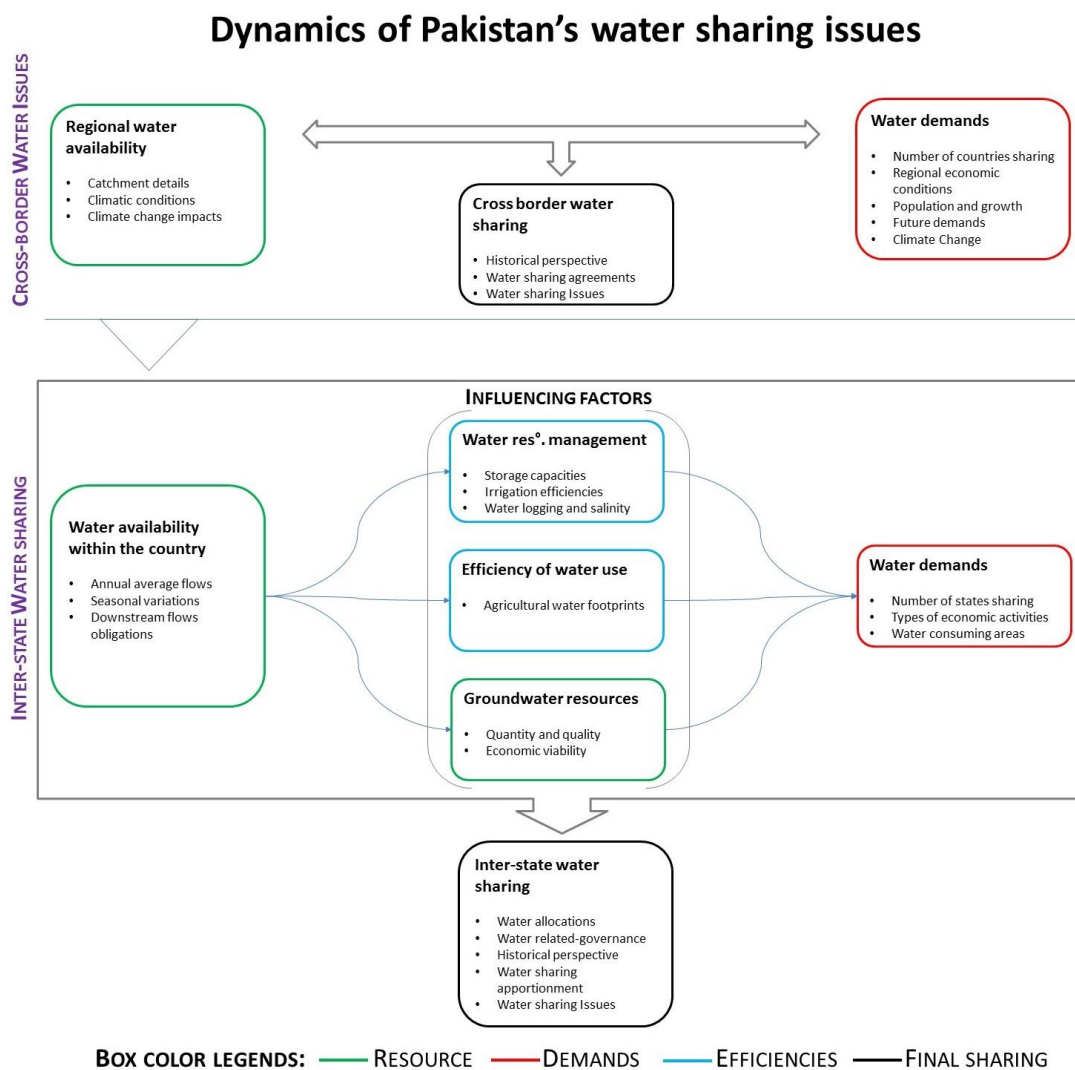 Dynamics of Pakistan's water sharing issues
CROSS-BORDER WATER ISSUES
Regional water
availability
• Catchment details
• Climatic conditions
• Climate change impacts
Cross border water
sharing
• Historical perspective
• Water sharing agreements
• Water sharing Issues
Water demands
• Number of countries sharing
• Regional economic
conditions
• Population and growth
• Future demands
• Climate Change
INTER-STATE WATER SHARING
Water availability
within the country
• Annual average flows
• Seasonal variations
• Downstream flows
obligations
INFLUENCING FACTORS
Water res°. management
• Storage capacities
• Irrigation efficiencies
• Water logging and salinity
Efficiency of water use
• Agricultural water footprints
Groundwater resources
• Quantity and quality
• Economic viability
Water demands
• Number of states sharing
• Types of economic activities
• Water consuming areas
Inter-state water
sharing
• Water allocations
• Water related-governance
• Historical perspective
• Water sharing
apportionment
• Water sharing Issues
BOX COLOR LEGENDS: RESOURCE DEMANDS EFFICIENCIES FINAL SHARING